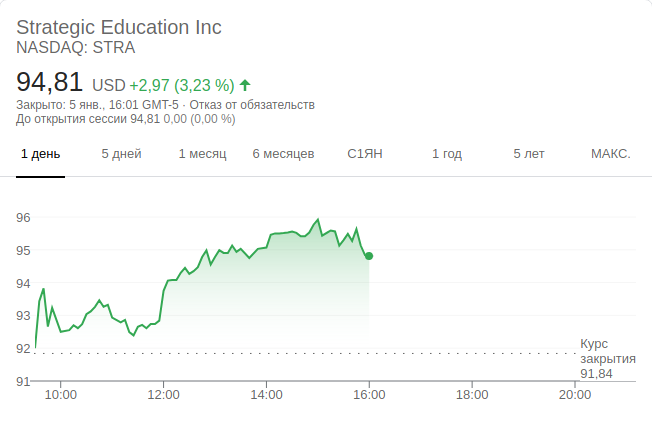 Strategic Education Inc
NASDAQ: STRA
94,81 USD +2,97 (3,23 %)
Закрыто: 5 янв., 16:01 GMT-5 · Отказ от обязательств
До открытия сессии 94,81 0,00 (0,00 %)
1 день 5 дней 1 месяц 6 месяцев С1ЯН 1 год 5 лет МАКС.
96
95
94
93
92
Курс
закрытия
91,84
91
10:00 12:00 14:00 16:00 18:00 20:00